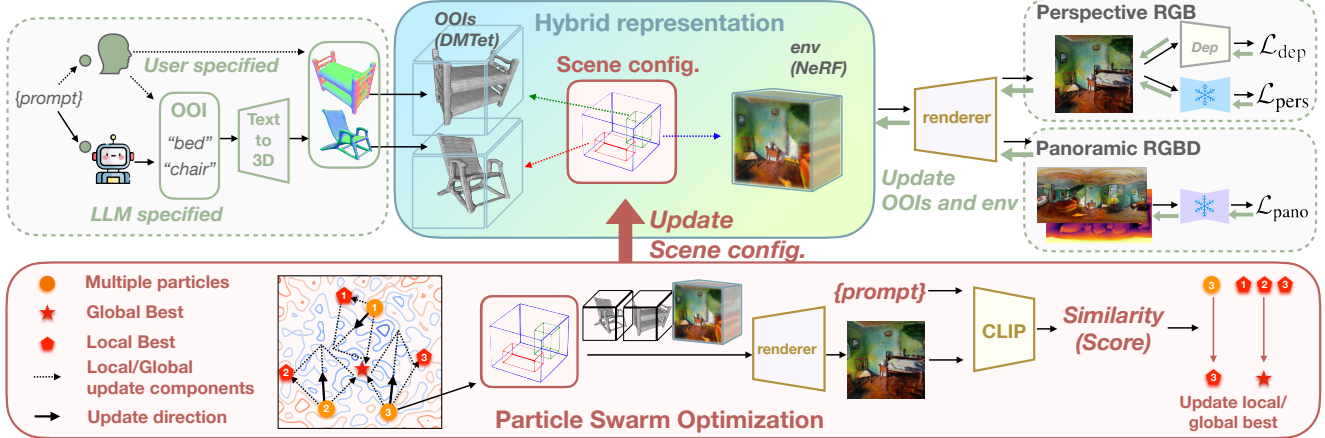 {prompt}
User specified
OOI
“bed”
“chair”
Text
to
3D
LLM specified
OOIs
(DMTet)
Hybrid representation
Scene config.
env
(NeRF)
renderer
Update
OOIs and env
Perspective RGB
Dep
ℒdep
ℒpers
Panoramic RGBD
ℒpano
Update
Scene config.
Multiple particles
Global Best
Local Best
Local/Global
update components
Update direction
1
1
2
2
3
3
Particle Swarm Optimization
renderer
{prompt}
CLIP
Similarity
(Score)
3
1
2
3
3
Update local/
global best